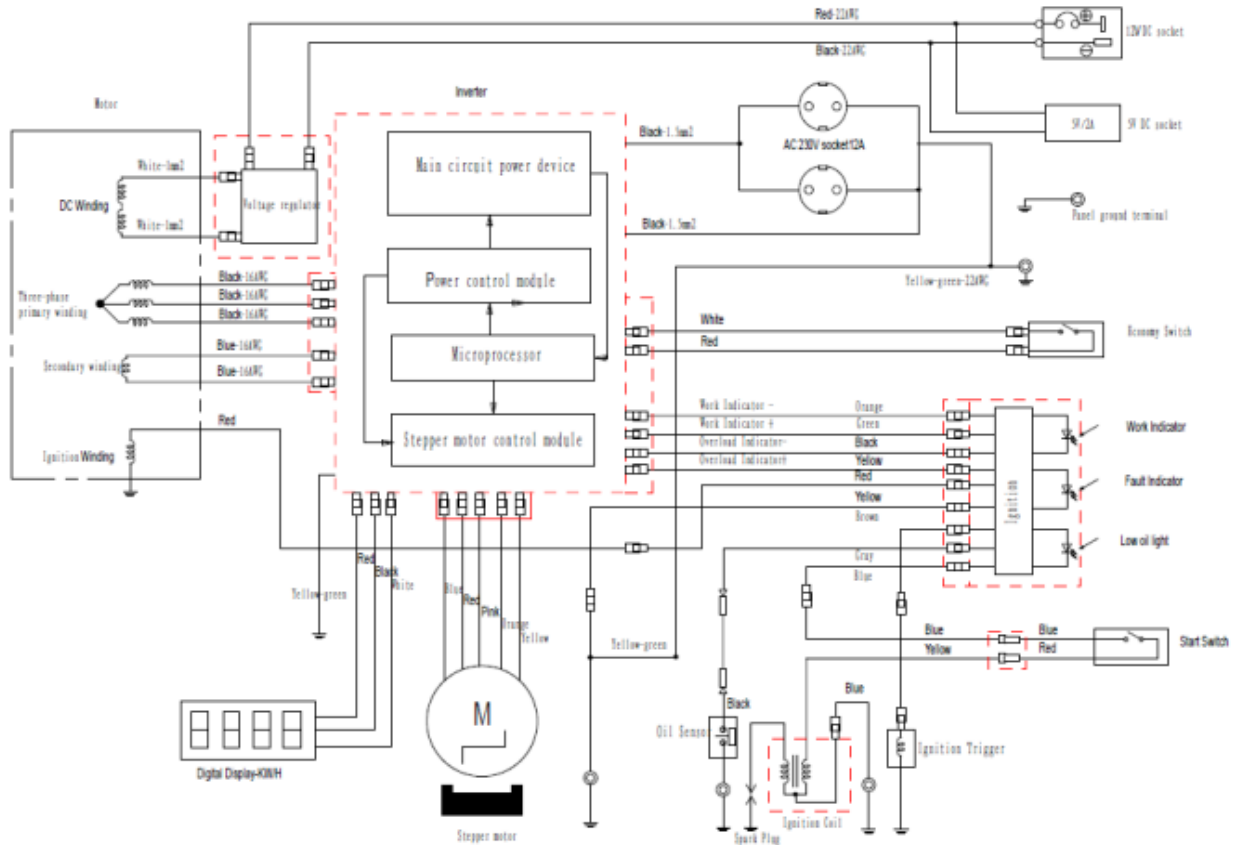 Red-22AWG
12V DC socket
Black-22AWG
Motor
Inverter
Black-1.5mm2
AC 230V socket12A
5V/2A
5V DC socket
Main circuit power device
White-1mm2
DC Winding
Voltage regulator
White-1mm2
Black-1.5mm2
Panel ground terminal
Power control module
Yellow-green-22AWG
Black-16AWG
Black-16AWG
Black-16AWG
Three-phase
primary winding
White
Red
Economy Switch
Microprocessor
Blue-16AWG
Secondary winding
Blue-16AWG
Work Indicator -
Orange
Work Indicator +
Green
Overload Indicator-
Black
Overload Indicator+
Yellow
Red
Yellow
Brown
Gray
Blue
Work Indicator
Fault Indicator
Low oil light
Ignition
Red
Stepper motor control module
Ignition Winding
Red
Black
White
Yellow-green
Blue
Red
Pink
Orange
Yellow
Yellow-green
Blue
Yellow
Blue
Red
Start Switch
Blue
Black
M
Oil Sensor
Ignition Trigger
Digital Display-KW/H
Ignition Coil
Spark Plug
Stepper motor